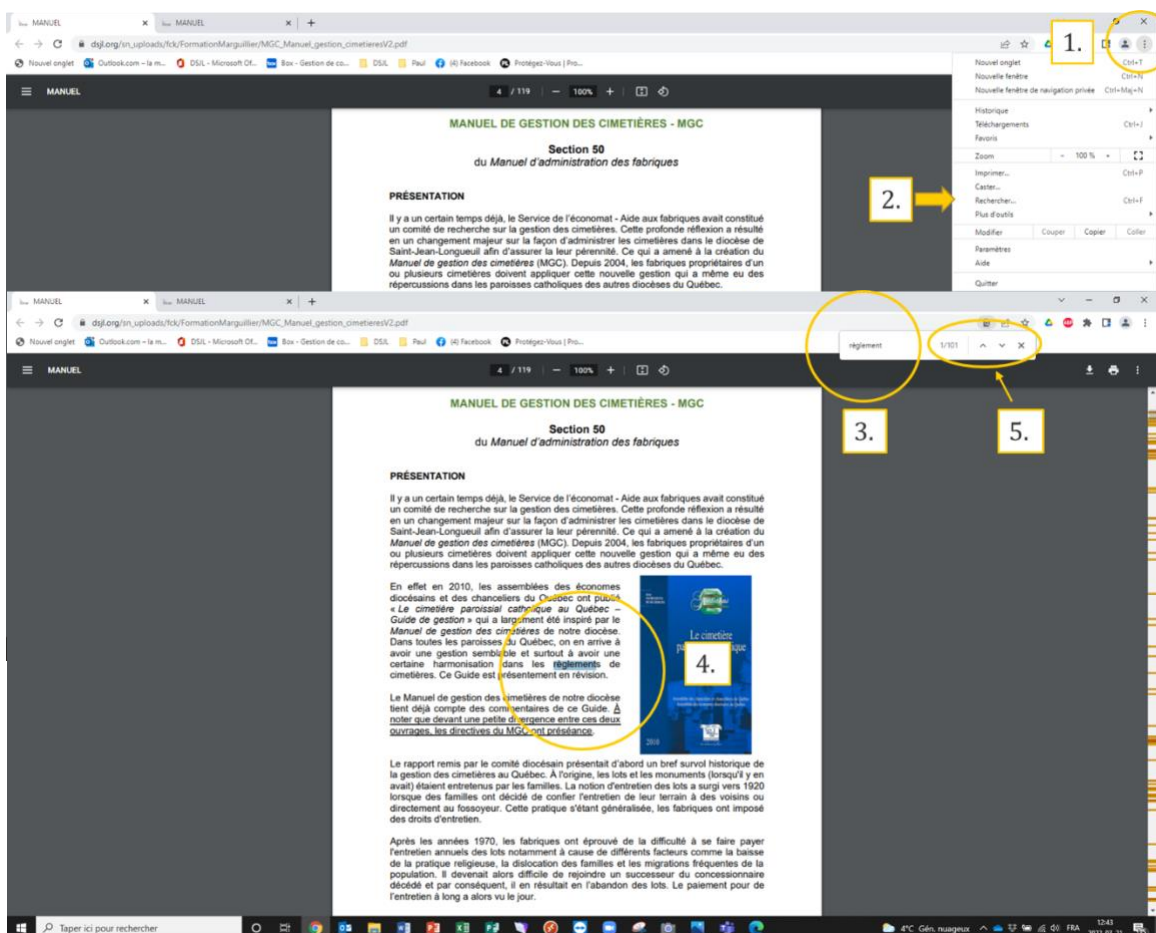 MANUEL
MANUEL
1.
dsjl.org/sn_uploads/fck/FormationMarguillier/MGC_Manuel_gestion_cimetieresV2.pdf
Nouvel onglet Outlook.com – la m... DSJL - Microsoft Of... Box - Gestion de co... DSJL Paul (4) Facebook Protégez-Vous | Pro...
MANUEL 4 / 119 100%
Nouvel onglet Ctrl+T
Nouvelle fenêtre Ctrl+N
Nouvelle fenêtre de navigation privée Ctrl+Maj+N
Historique
Téléchargements Ctrl+J
Favoris
Zoom - 100 % +
Imprimer... Ctrl+P
Caster...
2.
Rechercher... Ctrl+F
Plus d'outils
Modifier Couper Copier Coller
Paramètres
Aide
Quitter
MANUEL DE GESTION DES CIMETIÈRES - MGC
Section 50
du Manuel d'administration des fabriques
PRÉSENTATION
Il y a un certain temps déjà, le Service de l'économat - Aide aux fabriques avait constitué
un comité de recherche sur la gestion des cimetières. Cette profonde réflexion a résulté
en un changement majeur sur la façon d'administrer les cimetières dans le diocèse de
Saint-Jean-Longueuil afin d'assurer la leur pérennité. Ce qui a amené à la création du
Manuel de gestion des cimetières (MGC). Depuis 2004, les fabriques propriétaires d'un
ou plusieurs cimetières doivent appliquer cette nouvelle gestion qui a même eu des
répercussions dans les paroisses catholiques des autres diocèses du Québec.
MANUEL
MANUEL
dsjl.org/sn_uploads/fck/FormationMarguillier/MGC_Manuel_gestion_cimetieresV2.pdf
Nouvel onglet Outlook.com – la m... DSJL - Microsoft Of... Box - Gestion de co... DSJL Paul (4) Facebook Protégez-Vous | Pro...
règlement 1/101
MANUEL 4 / 119 100%
3.
5.
MANUEL DE GESTION DES CIMETIÈRES - MGC
Section 50
du Manuel d'administration des fabriques
PRÉSENTATION
Il y a un certain temps déjà, le Service de l'économat - Aide aux fabriques avait constitué
un comité de recherche sur la gestion des cimetières. Cette profonde réflexion a résulté
en un changement majeur sur la façon d'administrer les cimetières dans le diocèse de
Saint-Jean-Longueuil afin d'assurer la leur pérennité. Ce qui a amené à la création du
Manuel de gestion des cimetières (MGC). Depuis 2004, les fabriques propriétaires d'un
ou plusieurs cimetières doivent appliquer cette nouvelle gestion qui a même eu des
répercussions dans les paroisses catholiques des autres diocèses du Québec.
En effet en 2010, les assemblées des économes
diocésains et des chanceliers du Québec ont publié
« Le cimetière paroissial catholique au Québec –
Guide de gestion » qui a largement été inspiré par le
Manuel de gestion des cimetières de notre diocèse.
Dans toutes les paroisses du Québec, on en arrive à
avoir une gestion semblable et surtout à avoir une
certaine harmonisation dans les règlements de
cimetières. Ce Guide est présentement en révision.
Le Manuel de gestion des cimetières de notre diocèse
tient déjà compte des commentaires de ce Guide. À
noter que devant une petite divergence entre ces deux
ouvrages, les directives du MGC ont préséance.
Le cimetière
4.
2010
Le rapport remis par le comité diocésain présentait d'abord un bref survol historique de
la gestion des cimetières au Québec. À l'origine, les lots et les monuments (lorsqu'il y en
avait) étaient entretenus par les familles. La notion d'entretien des lots a surgi vers 1920
lorsque des familles ont décidé de confier l'entretien de leur terrain à des voisins ou
directement au fossoyeur. Cette pratique s'étant généralisée, les fabriques ont imposé
des droits d'entretien.
Après les années 1970, les fabriques ont éprouvé de la difficulté à se faire payer
l'entretien annuels des lots notamment à cause de différents facteurs comme la baisse
de la pratique religieuse, la dislocation des familles et les migrations fréquentes de la
population. Il devenait alors difficile de rejoindre un successeur du concessionnaire
décédé et par conséquent, il en résultait en l'abandon des lots. Le paiement pour de
l'entretien à long a alors vu le jour.
Taper ici pour rechercher 4°C Gén. nuageux FRA 12:43